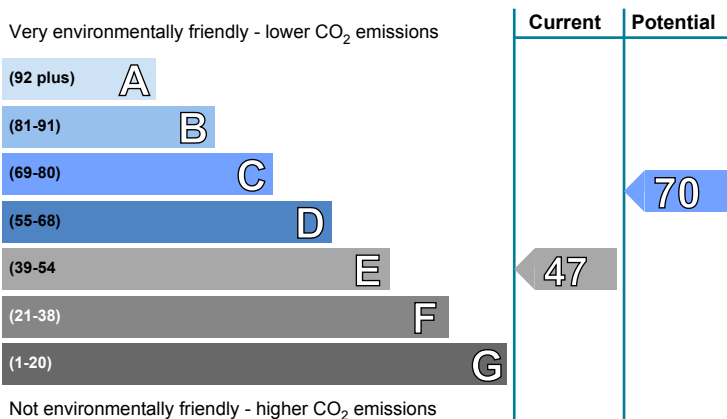 Current Potential
Very environmentally friendly - lower CO2 emissions
(92 plus) A
(81-91) B
(69-80) C
70
(55-68) D
(39-54 E
47
(21-38) F
(1-20) G
Not environmentally friendly - higher CO2 emissions